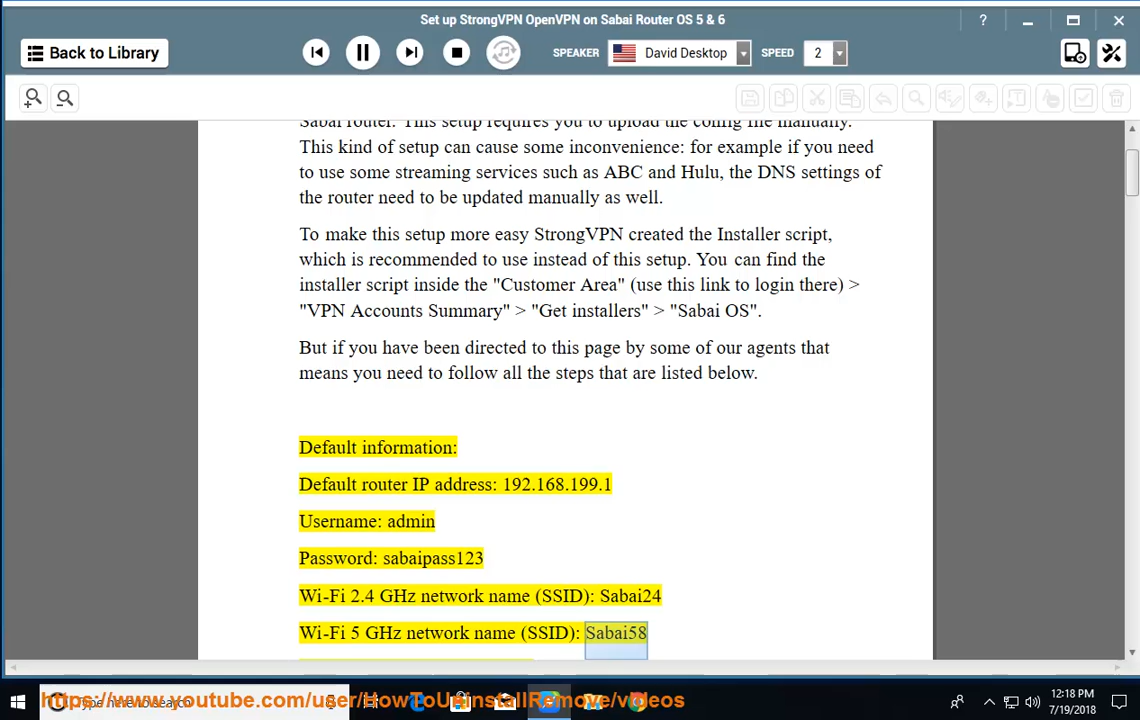 Set up StrongVPN OpenVPN on Sabai Router OS 5 & 6
Back to Library
SPEAKER David Desktop SPEED 2
Sabai router. This setup requires you to upload the config file manually.
This kind of setup can cause some inconvenience: for example if you need
to use some streaming services such as ABC and Hulu, the DNS settings of
the router need to be updated manually as well.
To make this setup more easy StrongVPN created the Installer script,
which is recommended to use instead of this setup. You can find the
installer script inside the "Customer Area" (use this link to login there) >
"VPN Accounts Summary" > "Get installers" > "Sabai OS".
But if you have been directed to this page by some of our agents that
means you need to follow all the steps that are listed below.
Default information:
Default router IP address: 192.168.199.1
Username: admin
Password: sabaipass123
Wi-Fi 2.4 GHz network name (SSID): Sabai24
Wi-Fi 5 GHz network name (SSID): Sabai58
https://www.youtube.com/user/HowToUninstallRemove/videos
Type here to search
12:18 PM
7/19/2018